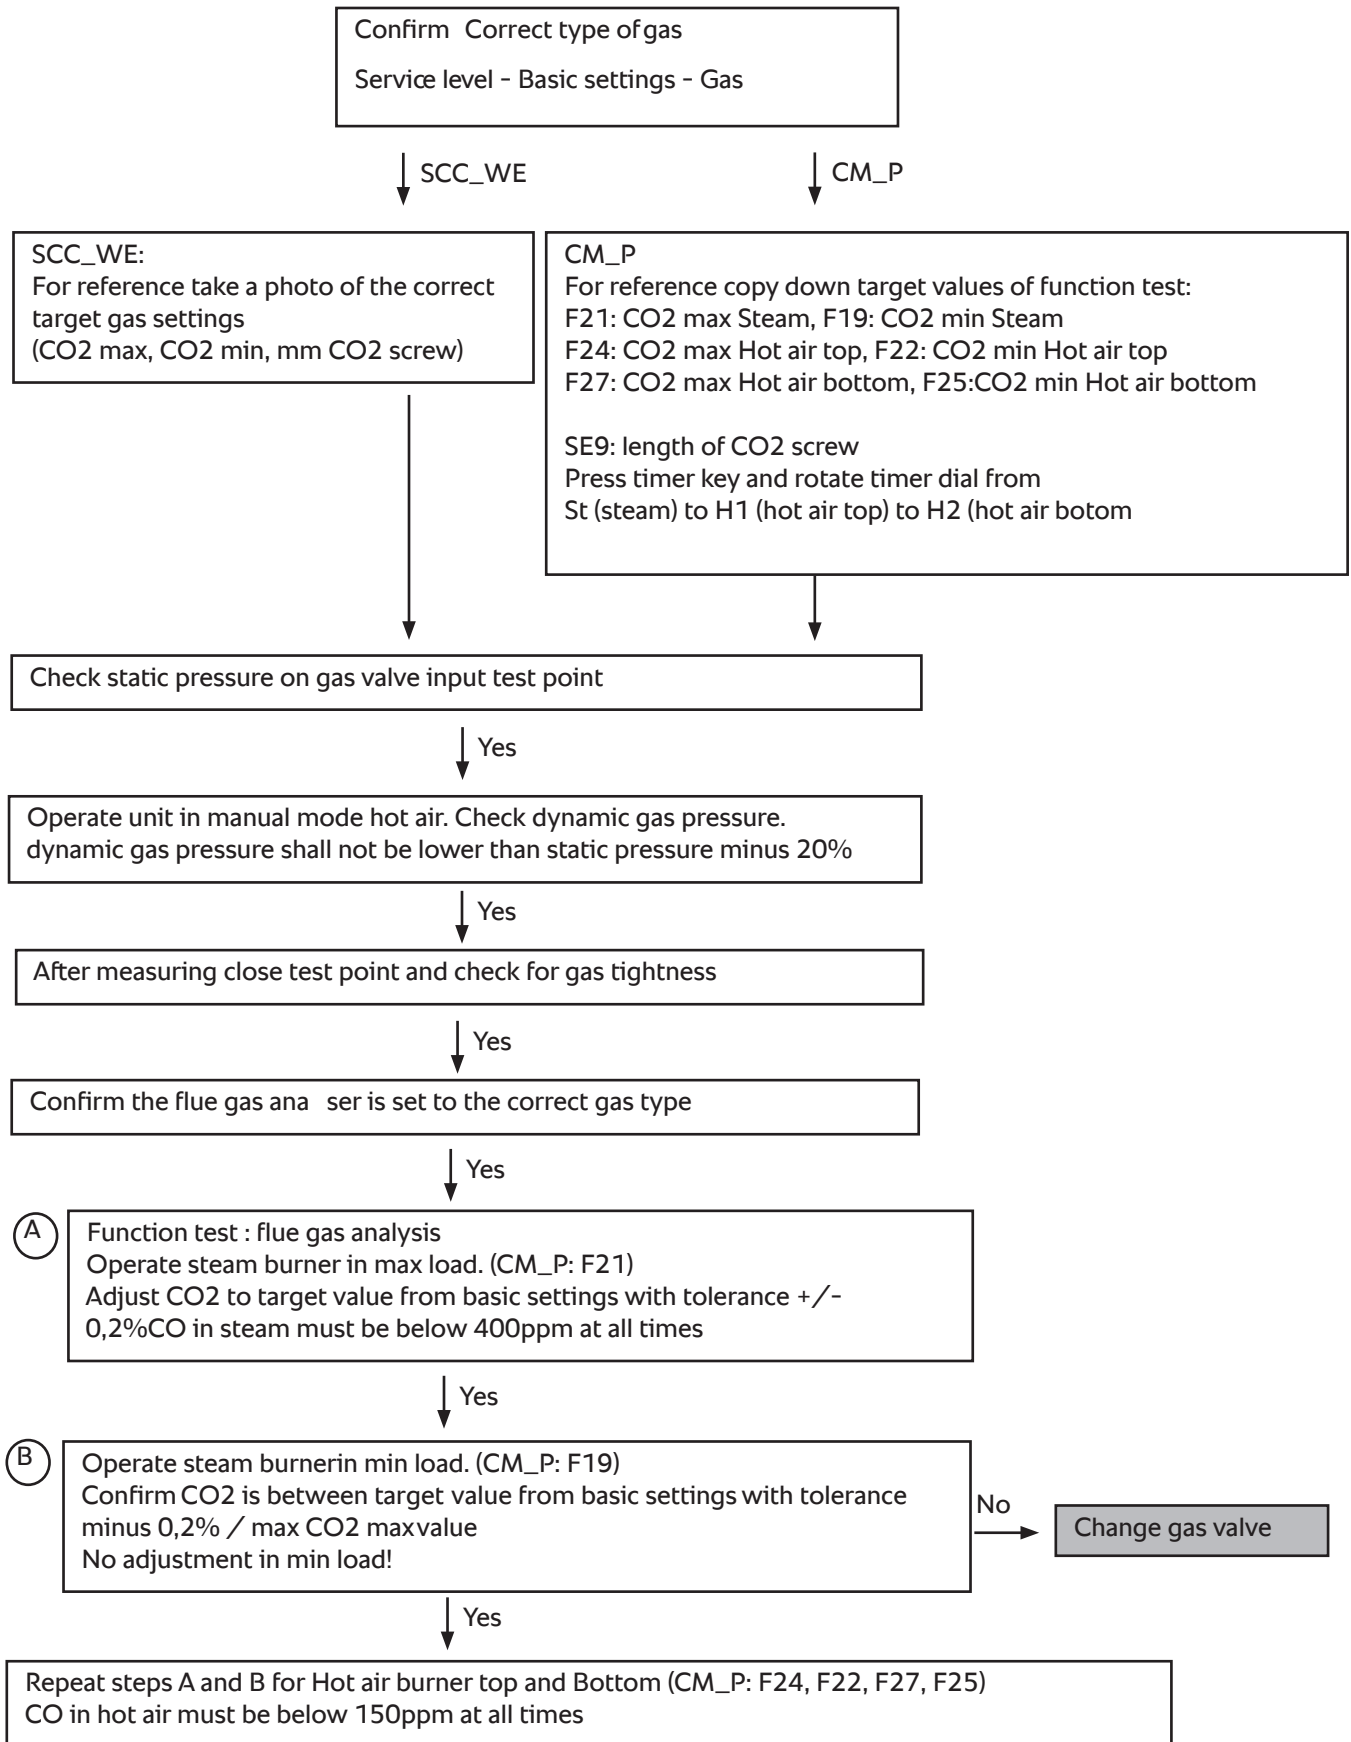 Confirm Correct type of gas
Service level - Basic settings - Gas
SCC_WE
CM_P
SCC_WE:
For reference take a photo of the correct
target gas settings
(CO2 max, CO2 min, mm CO2 screw)
CM_P
For reference copy down target values of function test:
F21: CO2 max Steam, F19: CO2 min Steam
F24: CO2 max Hot air top, F22: CO2 min Hot air top
F27: CO2 max Hot air bottom, F25:CO2 min Hot air bottom
SE9: length of CO2 screw
Press timer key and rotate timer dial from
St (steam) to H1 (hot air top) to H2 (hot air botom
Check static pressure on gas valve input test point
Yes
Operate unit in manual mode hot air. Check dynamic gas pressure.
dynamic gas pressure shall not be lower than static pressure minus 20%
Yes
After measuring close test point and check for gas tightness
Yes
Confirm the flue gas ana ser is set to the correct gas type
Yes
A
Function test : flue gas analysis
Operate steam burner in max load. (CM_P: F21)
Adjust CO2 to target value from basic settings with tolerance +/-
0,2%CO in steam must be below 400ppm at all times
Yes
B
Operate steam burnerin min load. (CM_P: F19)
Confirm CO2 is between target value from basic settings with tolerance
minus 0,2% / max CO2 maxvalue
No adjustment in min load!
No
Change gas valve
Yes
Repeat steps A and B for Hot air burner top and Bottom (CM_P: F24, F22, F27, F25)
CO in hot air must be below 150ppm at all times